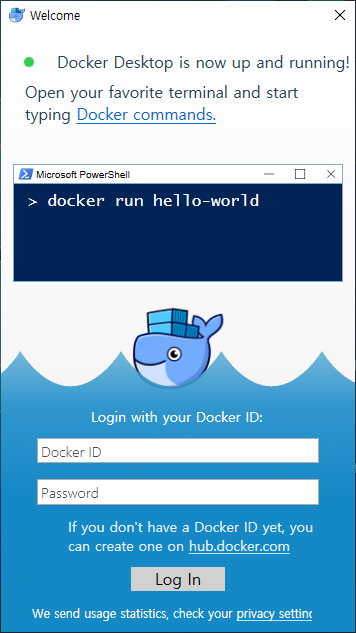 Welcome
Docker Desktop is now up and running!
Open your favorite terminal and start
typing Docker commands.
Microsoft PowerShell
> docker run hello-world
Login with your Docker ID:
Docker ID
Password
If you don't have a Docker ID yet, you
can create one on hub.docker.com
Log In
We send usage statistics, check your privacy setting